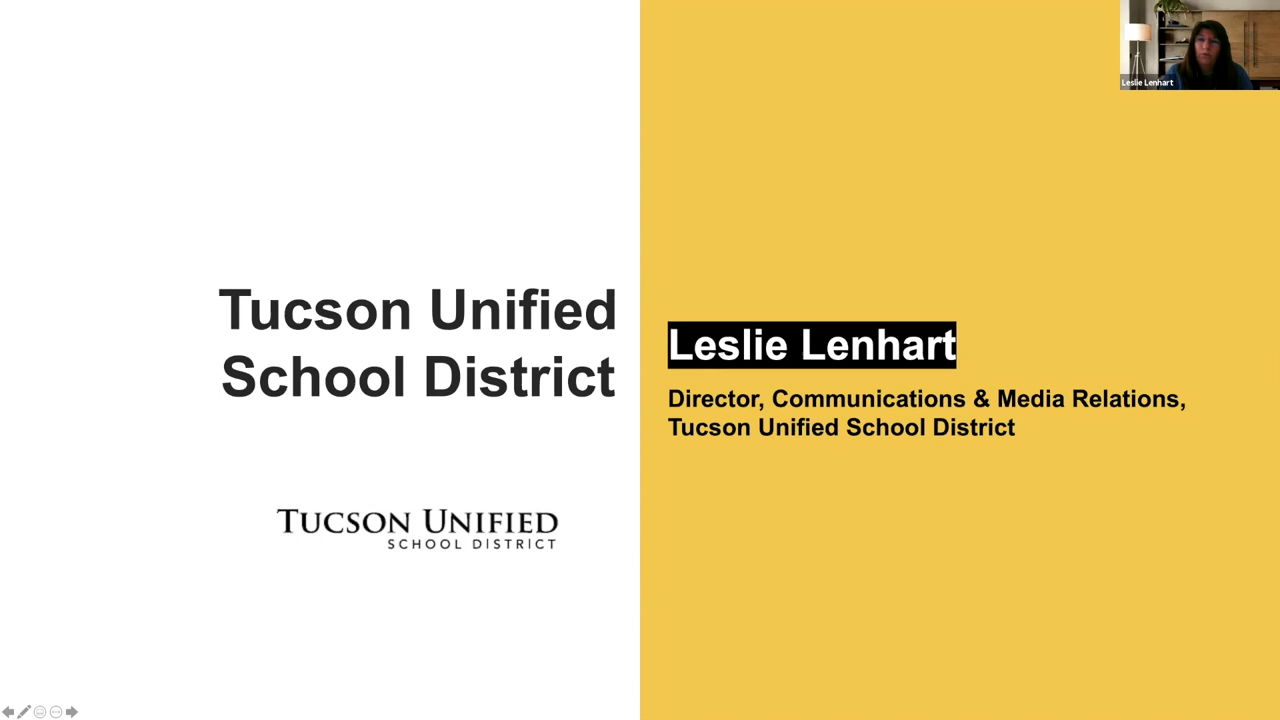 Leslie Lenhart
Tucson Unified
School District
TUCSON UNIFIED
SCHOOL DISTRICT
Leslie Lenhart
Director, Communications & Media Relations,
Tucson Unified School District